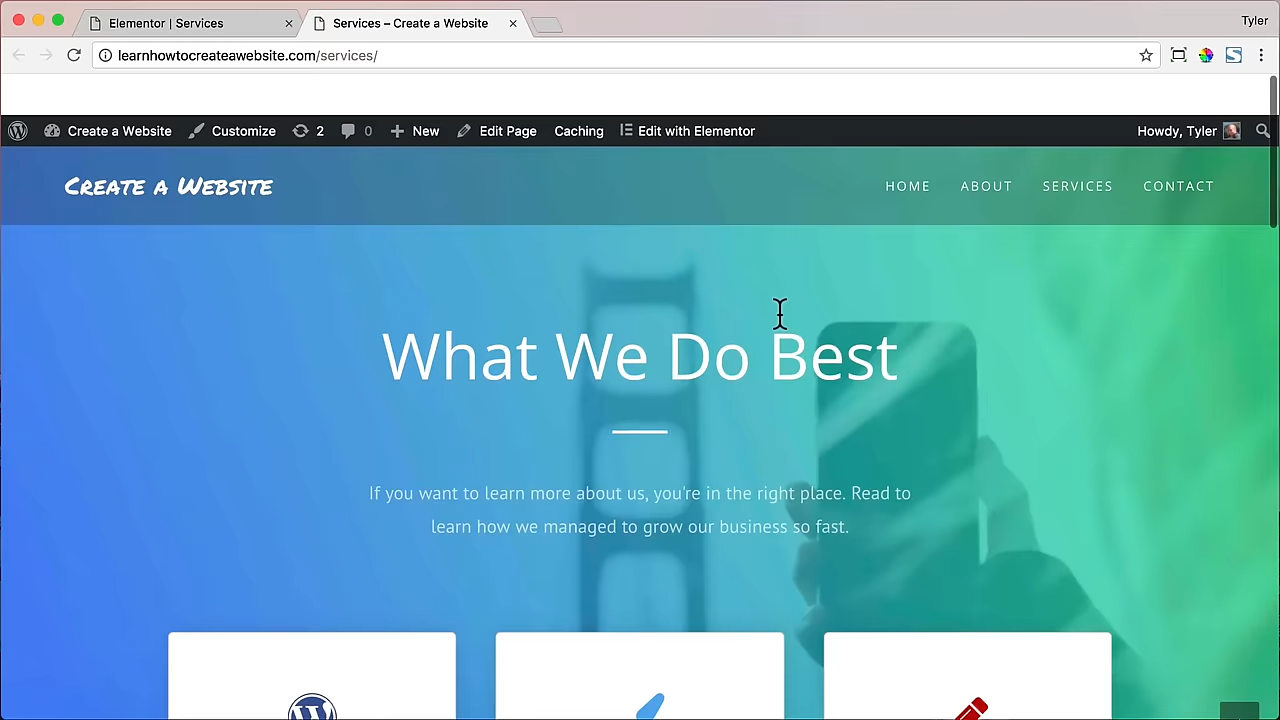 Elementor | Services
Services – Create a Website
Tyler
learnhowtocreateawebsite.com/services/
Create a Website Customize 2 0 New Edit Page Caching Edit with Elementor Howdy, Tyler
Create a Website
HOME ABOUT SERVICES CONTACT
What We Do Best
If you want to learn more about us, you're in the right place. Read to
learn how we managed to grow our business so fast.